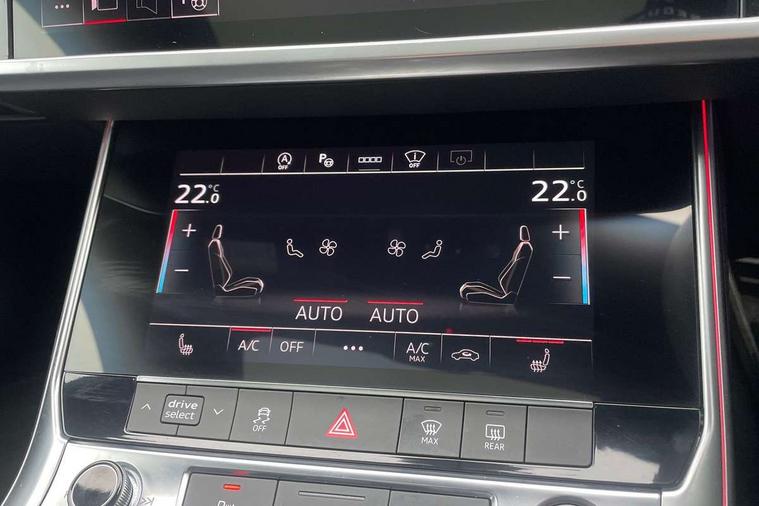 A OFF
P
OFF
22.0 °C
22.0 °C
+
+
−
−
AUTO AUTO
A/C OFF ... A/C MAX
drive select
OFF
MAX
REAR